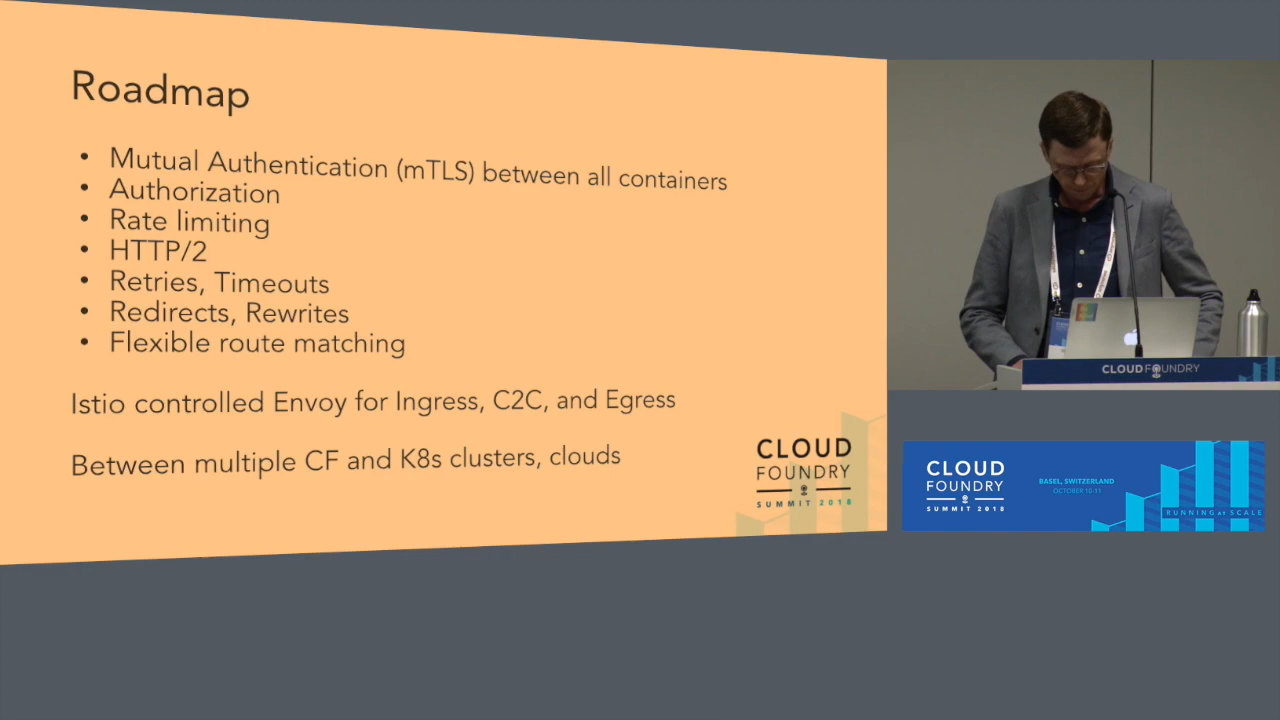 Roadmap
• Mutual Authentication (mTLS) between all containers
• Authorization
• Rate limiting
• HTTP/2
• Retries, Timeouts
• Redirects, Rewrites
• Flexible route matching
Istio controlled Envoy for Ingress, C2C, and Egress
Between multiple CF and K8s clusters, clouds
CLOUD
FOUNDRY
SUMMIT 2018
CLOUD FOUNDRY
CLOUD
FOUNDRY
SUMMIT 2018
BASEL, SWITZERLAND
OCTOBER 10-11
RUNNING AT SCALE